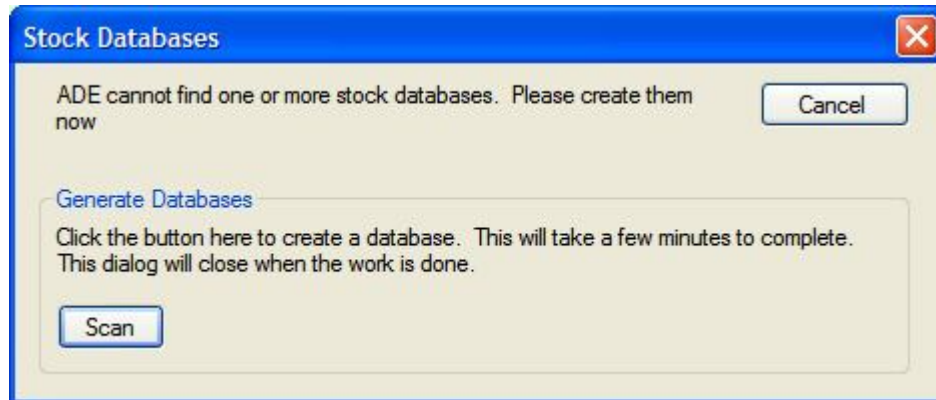 Stock Databases
ADE cannot find one or more stock databases.  Please create them
now
Cancel
Generate Databases
Click the button here to create a database.  This will take a few minutes to complete.
This dialog will close when the work is done.
Scan